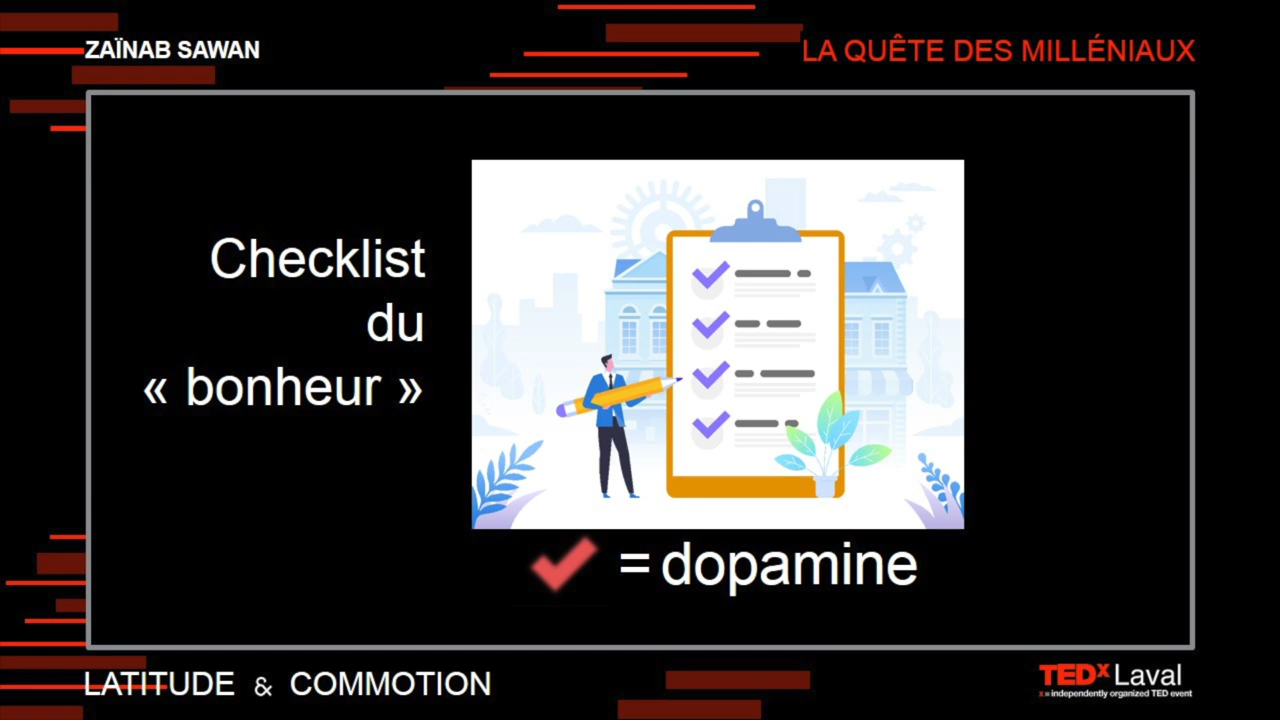 ZAÏNAB SAWAN
LA QUÊTE DES MILLÉNIAUX
Checklist
du
« bonheur »
= dopamine
LATITUDE & COMMOTION
TEDx Laval
x = independently organized TED event